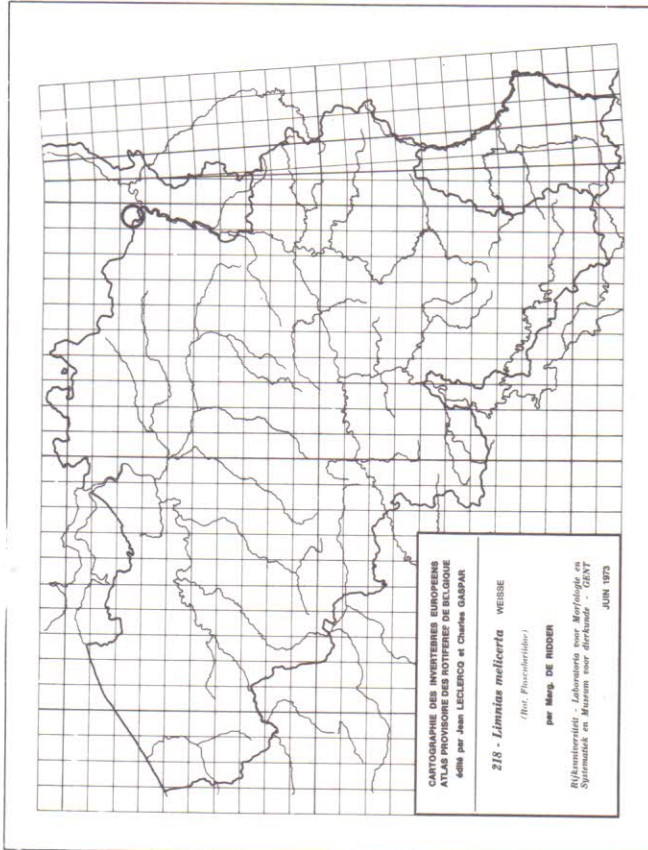 CARTOGRAPHIE DES INVERTEBRES EUROPEENS
ATLAS PROVISOIRE DES ROTIFERES DE BELGIQUE
édité par Jean LECLERCQ et Charles GASPAR
218 - Limnias melicerta WEISSE
(Rot. Flosculariidae)
par Marg. DE RIDDER
Rijksuniversiteit - Laboratoria voor Morfologie en
Systematiek en Museum voor dierkunde - GENT
JUIN 1973